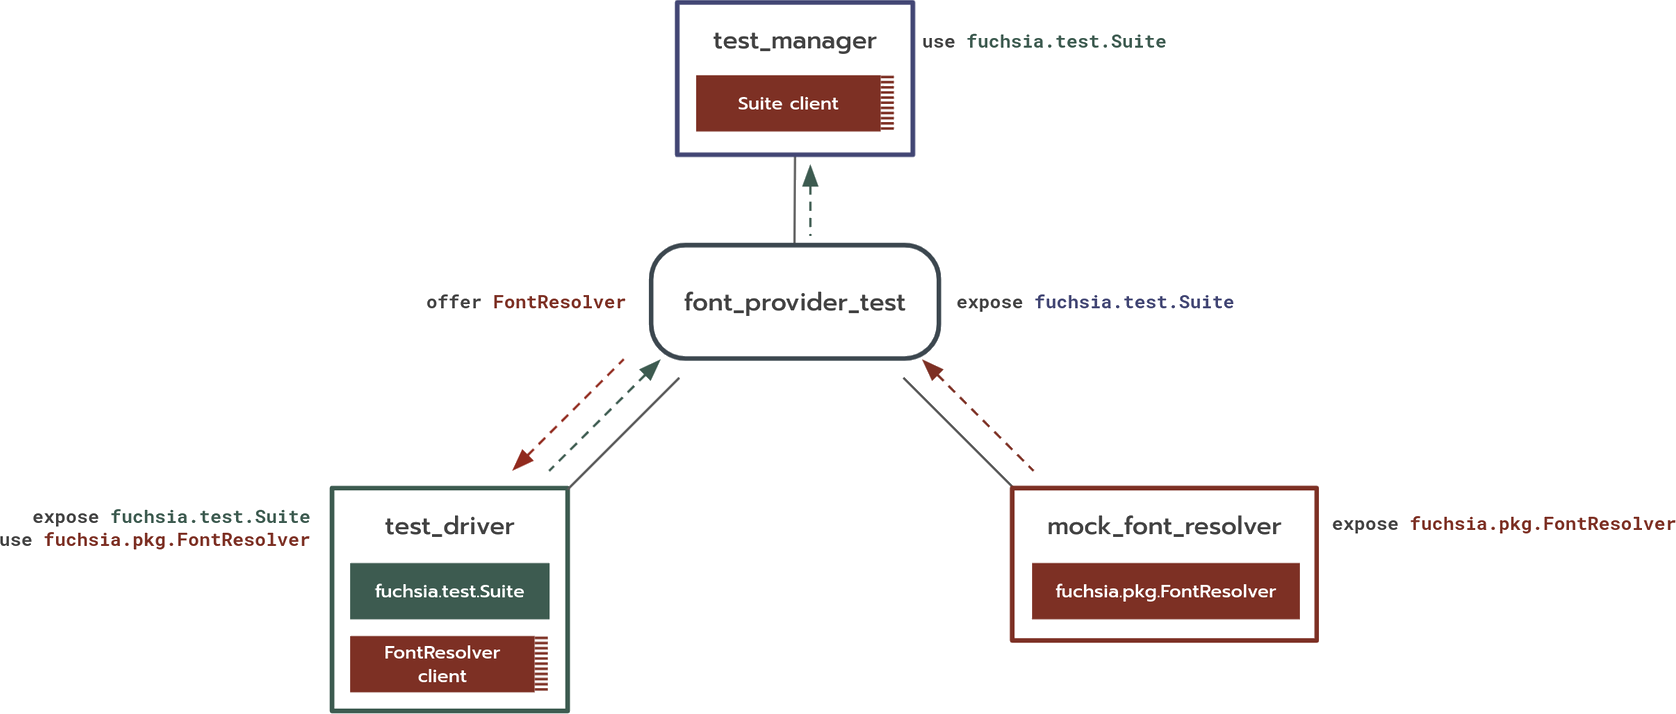 test_manager
use fuchsia.test.Suite
Suite client
offer FontResolver
font_provider_test
expose fuchsia.test.Suite
expose fuchsia.test.Suite
use fuchsia.pkg.FontResolver
test_driver
fuchsia.test.Suite
FontResolver
client
mock_font_resolver
expose fuchsia.pkg.FontResolver
fuchsia.pkg.FontResolver